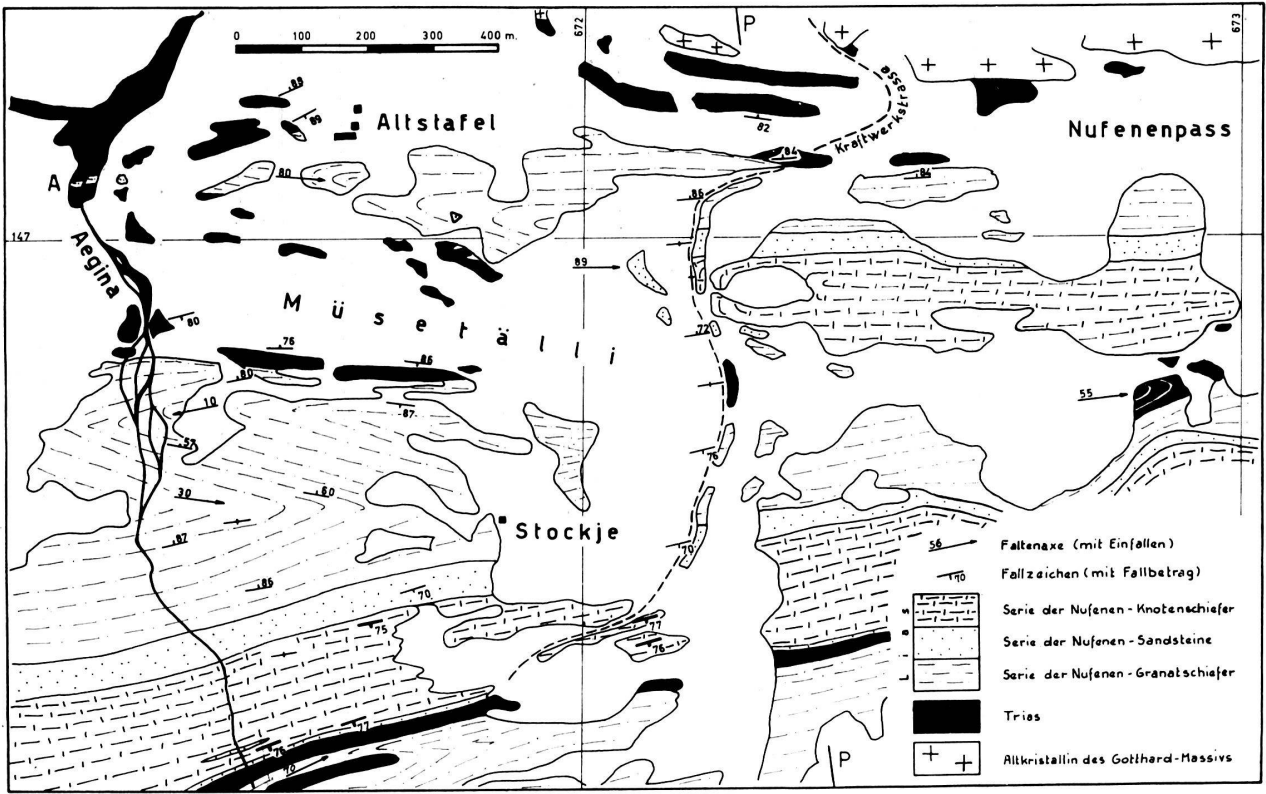 0 100 200 300 400 m.
672
P
673
89
89
Altstafel
82
Kraftwerkstrasse
Nufenenpass
84
A
80
84
86
147
Aegina
89
Müsetälli
80
72
76
86
80
10
87
55
57
76
30
60
Stockje
87
70
56 Faltenaxe (mit Einfallen)
86
70
70 Fallzeichen (mit Fallbetrag)
Lias
Serie der Nufenen-Knotenschiefer
75
77
76
Serie der Nufenen-Sandsteine
Serie der Nufenen-Granatschiefer
77
Trias
76
70
P
Altkristallin des Gotthard-Massivs